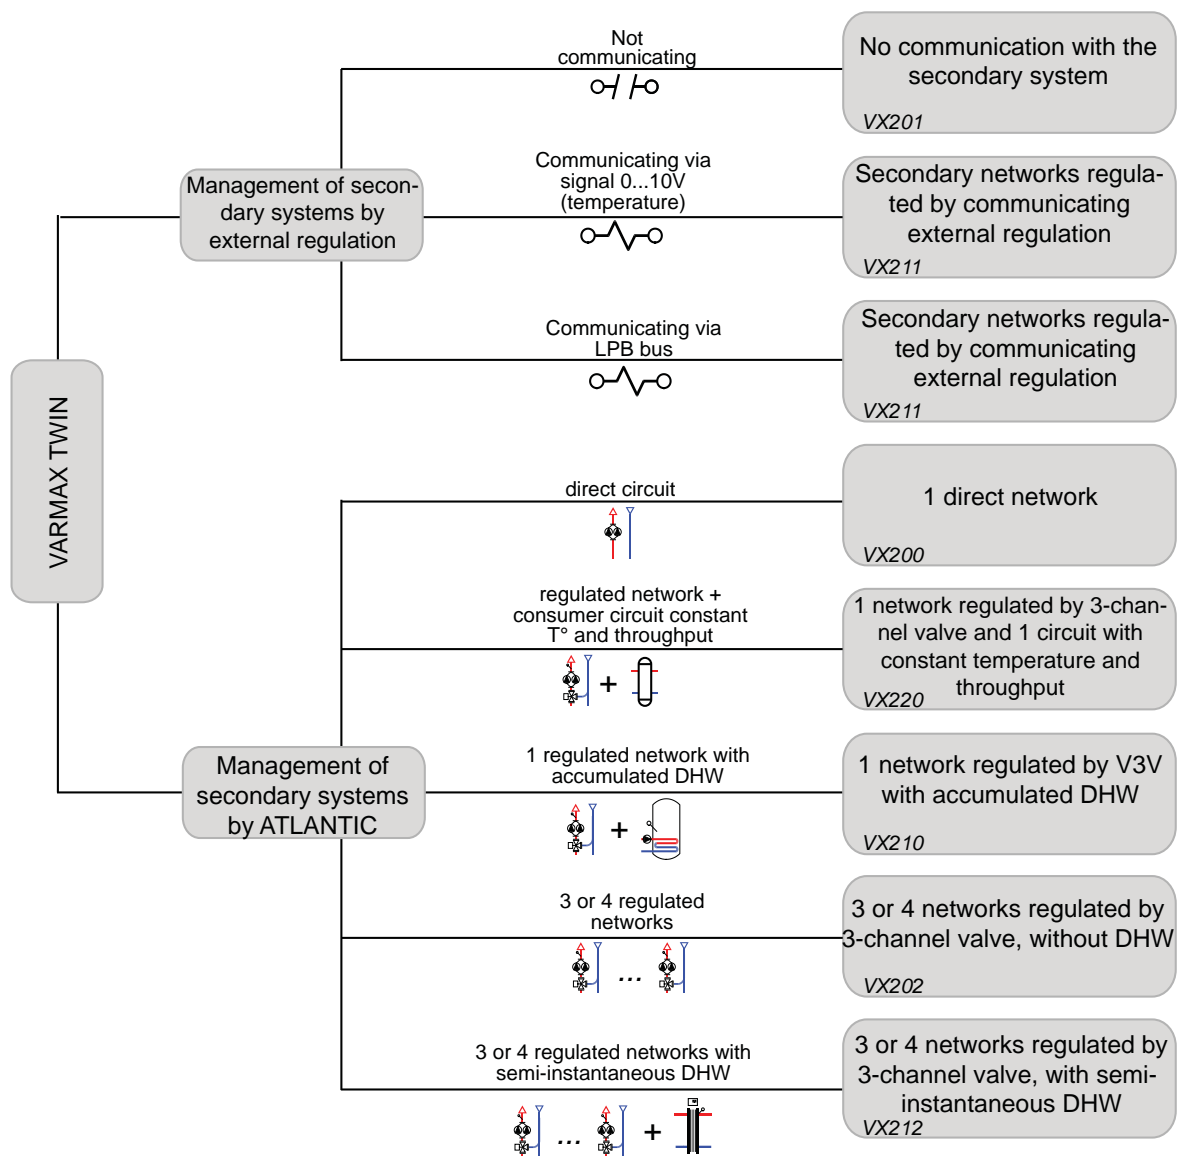 VARMAX TWIN
Management of secon-
dary systems by
external regulation
Not
communicating
No communication with the
secondary system
VX201
Communicating via
signal 0...10V
(temperature)
Secondary networks regula-
ted by communicating
external regulation
VX211
Communicating via
LPB bus
Secondary networks regula-
ted by communicating
external regulation
VX211
Management of
secondary systems
by ATLANTIC
direct circuit
1 direct network
VX200
regulated network +
consumer circuit constant
T° and throughput
+
1 network regulated by 3-chan-
nel valve and 1 circuit with
constant temperature and
throughput
VX220
1 regulated network with
accumulated DHW
+
1 network regulated by V3V
with accumulated DHW
VX210
3 or 4 regulated
networks
...
3 or 4 networks regulated by
3-channel valve, without DHW
VX202
3 or 4 regulated networks with
semi-instantaneous DHW
... +
3 or 4 networks regulated by
3-channel valve, with semi-
instantaneous DHW
VX212